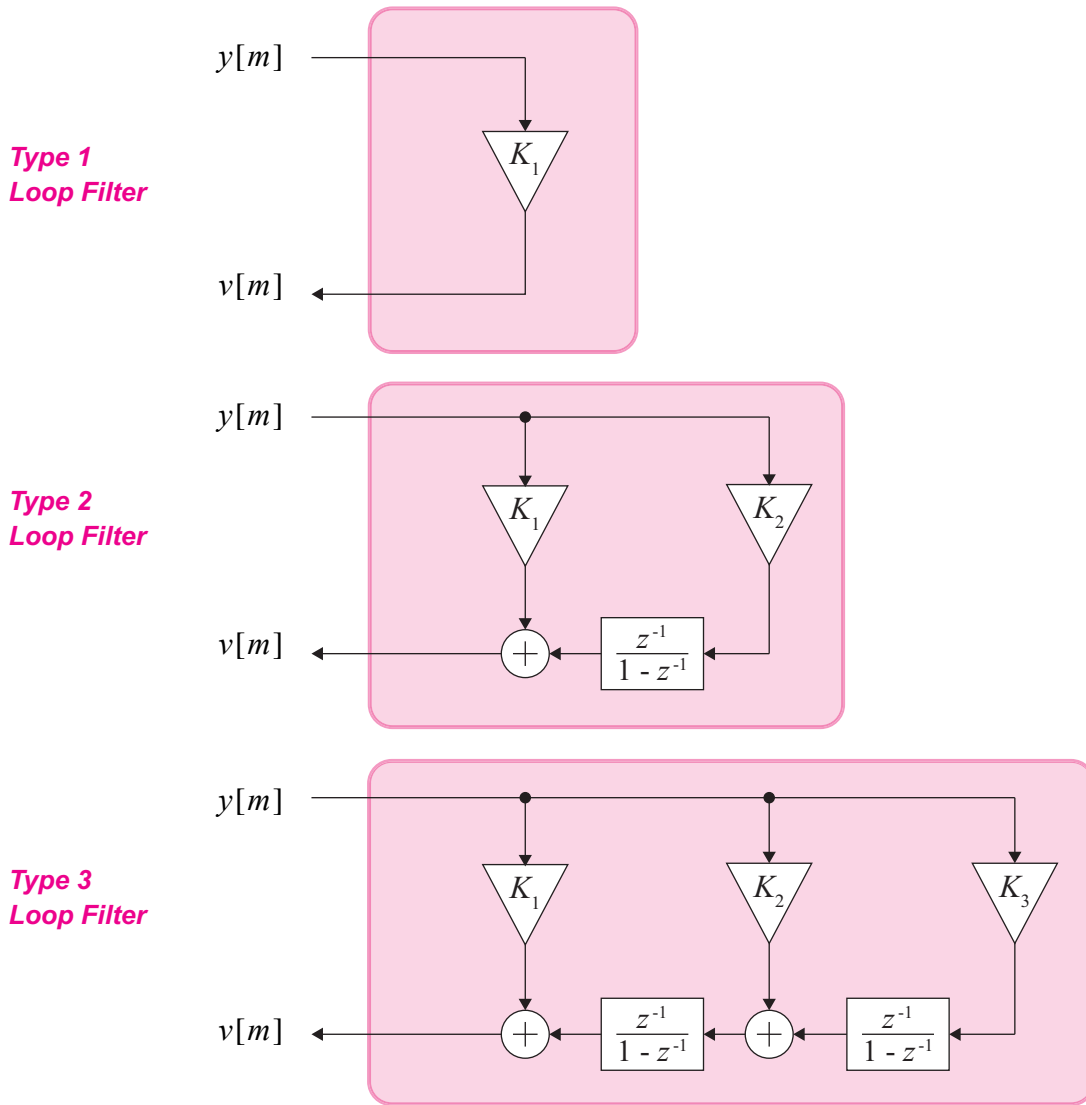 y[m]
K₁
Type 1
Loop Filter
v[m]
y[m]
K₁
K₂
Type 2
Loop Filter
v[m]
+
z⁻¹
1 - z⁻¹
y[m]
K₁
K₂
K₃
Type 3
Loop Filter
v[m]
+
z⁻¹
1 - z⁻¹
+
z⁻¹
1 - z⁻¹